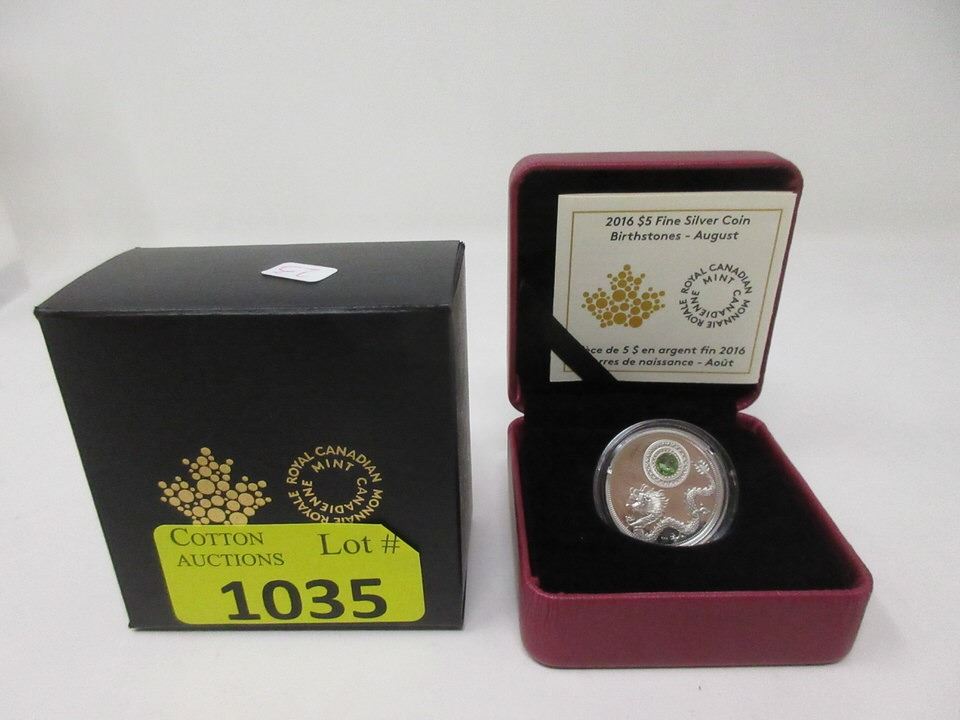 ROYAL CANADIAN MINT
MONNAIE ROYALE
COTTON
AUCTIONS
Lot #
1035
2016 $5 Fine Silver Coin
Birthstones - August
ROYAL CANADIAN MINT
MONNAIE ROYALE CANADIENNE
de 5 $ en argent fin 2016
de naissance - Août